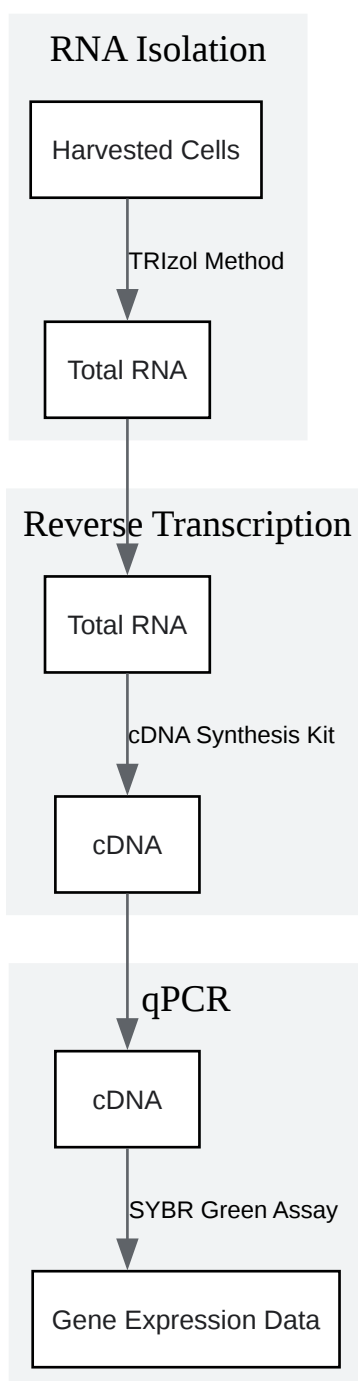 RNA Isolation
Harvested Cells
TRIzol Method
Total RNA
Reverse Transcription
Total RNA
cDNA Synthesis Kit
cDNA
qPCR
cDNA
SYBR Green Assay
Gene Expression Data